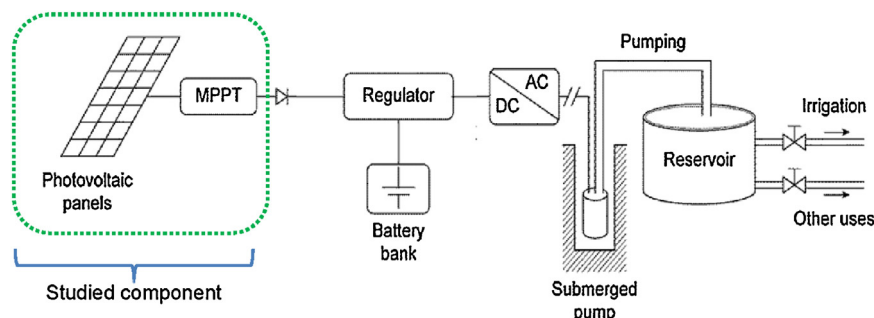 Photovoltaic
panels
MPPT
Studied component
Regulator
Battery
bank
DC
AC
Pumping
Submerged
pump
Reservoir
Irrigation
Other uses